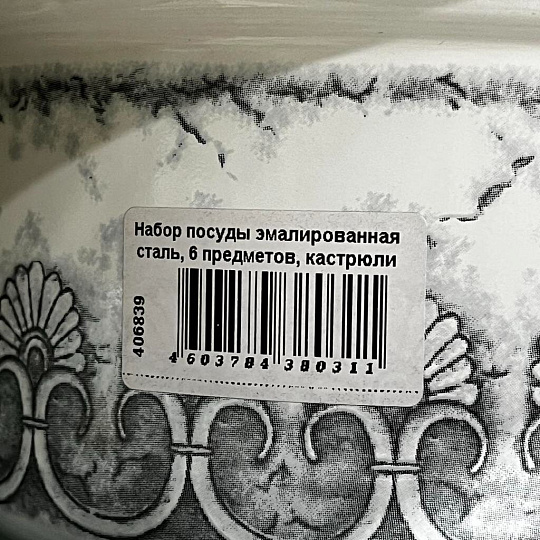 Набор посуды эмалированная
сталь, 6 предметов, кастрюли
406839
4 603784 380311